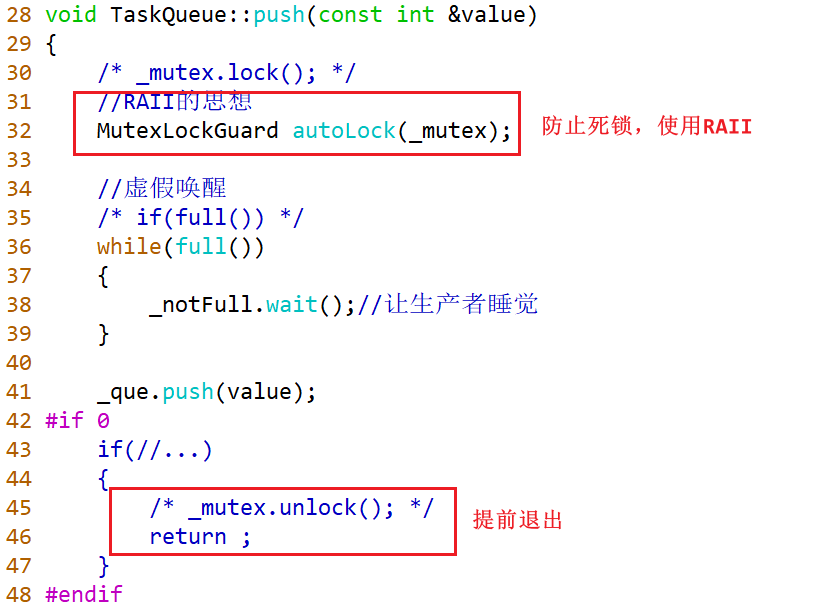 28 void TaskQueue::push(const int &value)
29 {
30     /* _mutex.lock(); */
31     //RAII的思想
32     MutexLockGuard autoLock(_mutex); 防止死锁，使用RAII
33
34     //虚假唤醒
35     /* if(full()) */
36     while(full())
37     {
38         _notFull.wait();//让生产者睡觉
39     }
40
41     _que.push(value);
42 #if 0
43     if(//...)
44     {
45         /* _mutex.unlock(); */
46         return ; 提前退出
47     }
48 #endif